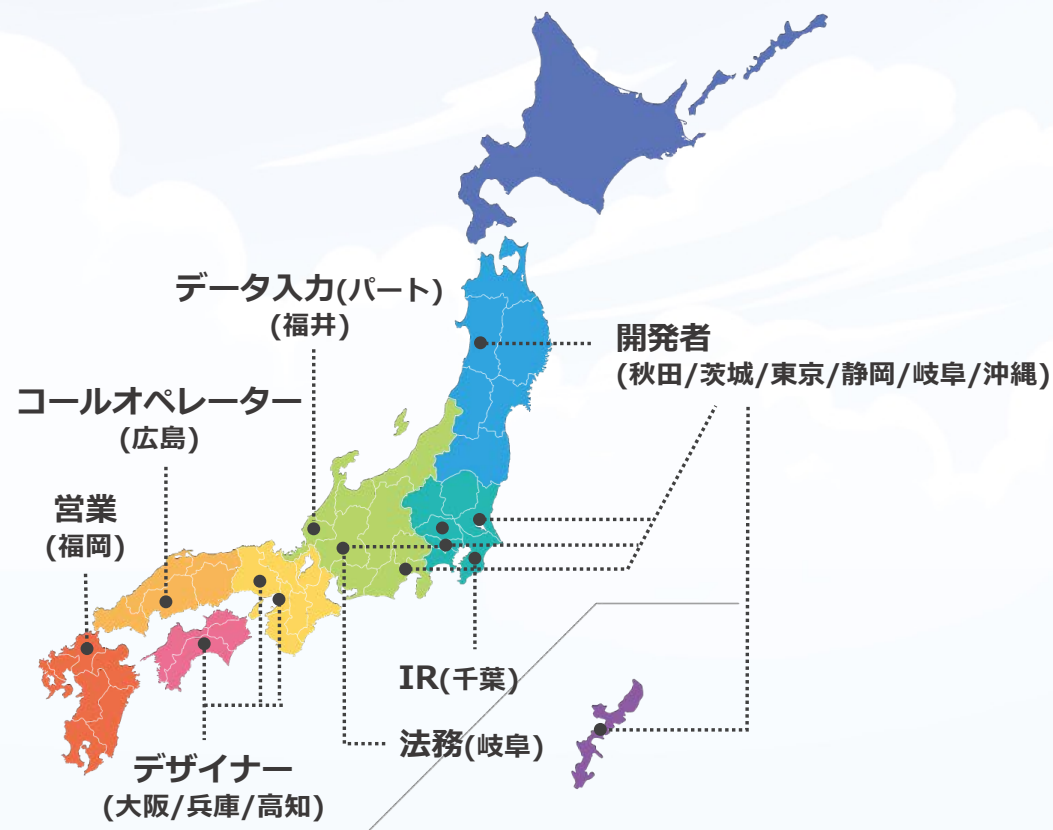 データ入力(パート)
(福井)
開発者
(秋田/茨城/東京/静岡/岐阜/沖縄)
コールオペレーター
(広島)
営業
(福岡)
IR(千葉)
法務(岐阜)
デザイナー
(大阪/兵庫/高知)